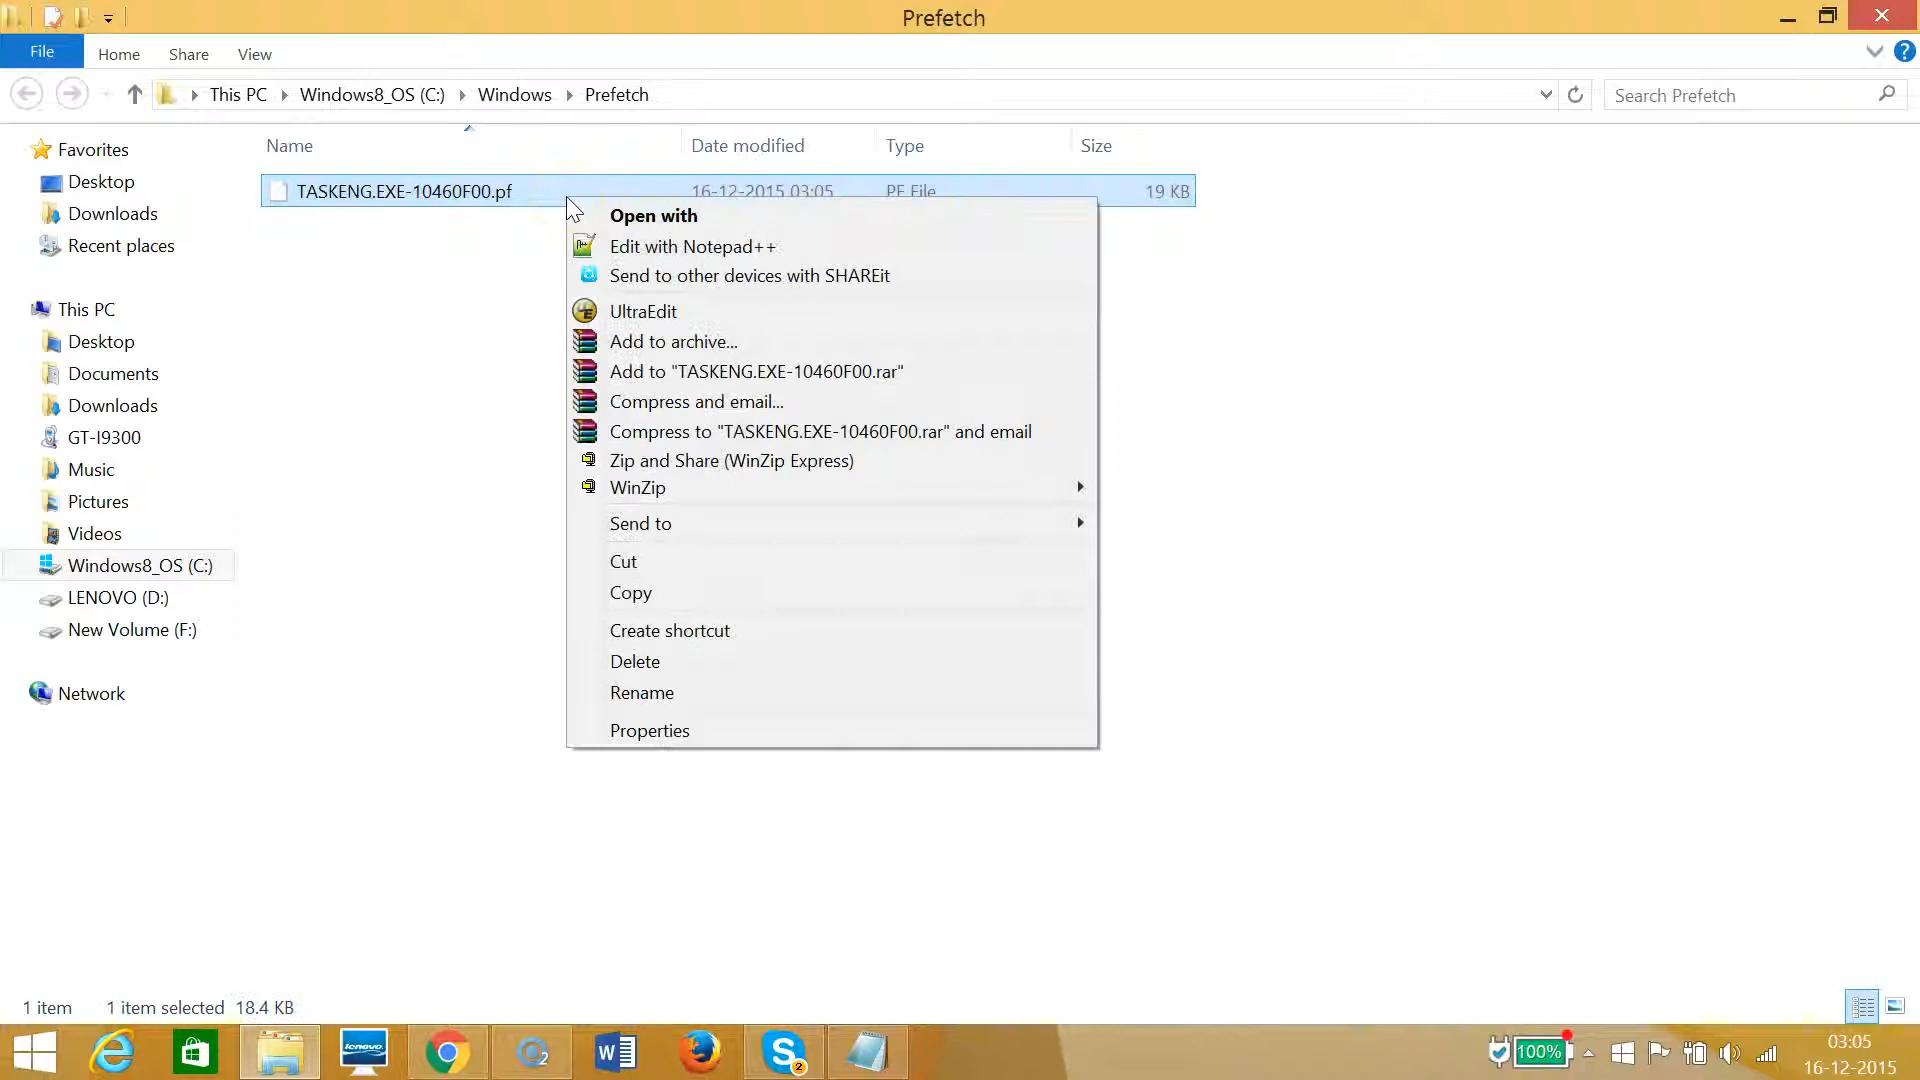 Prefetch
File Home Share View
This PC Windows8_OS (C:) Windows Prefetch
Search Prefetch
Name Date modified Type Size
TASKENG.EXE-10460F00.pf 16-12-2015 03:05 PF File 19 KB
Favorites
Desktop
Downloads
Recent places
This PC
Desktop
Documents
Downloads
GT-I9300
Music
Pictures
Videos
Windows8_OS (C:)
LENOVO (D:)
New Volume (F:)
Network
Open with
Edit with Notepad++
Send to other devices with SHAREit
UltraEdit
Add to archive...
Add to "TASKENG.EXE-10460F00.rar"
Compress and email...
Compress to "TASKENG.EXE-10460F00.rar" and email
Zip and Share (WinZip Express)
WinZip
Send to
Cut
Copy
Create shortcut
Delete
Rename
Properties
1 item 1 item selected 18.4 KB
lenovo
2
100%
03:05
16-12-2015